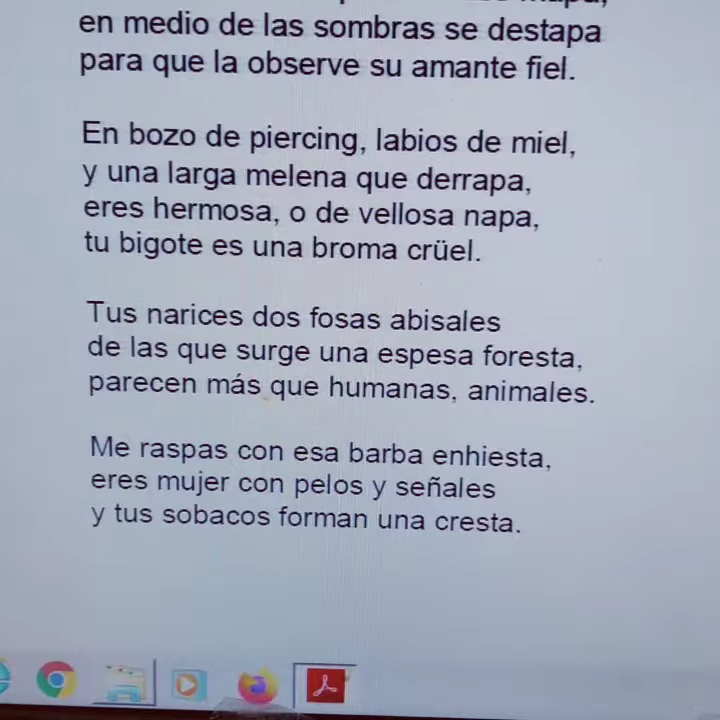 en medio de las sombras se destapa
para que la observe su amante fiel.
En bozo de piercing, labios de miel,
y una larga melena que derrapa,
eres hermosa, o de vellosa napa,
tu bigote es una broma crüel.
Tus narices dos fosas abisales
de las que surge una espesa foresta,
parecen más que humanas, animales.
Me raspas con esa barba enhiesta,
eres mujer con pelos y señales
y tus sobacos forman una cresta.